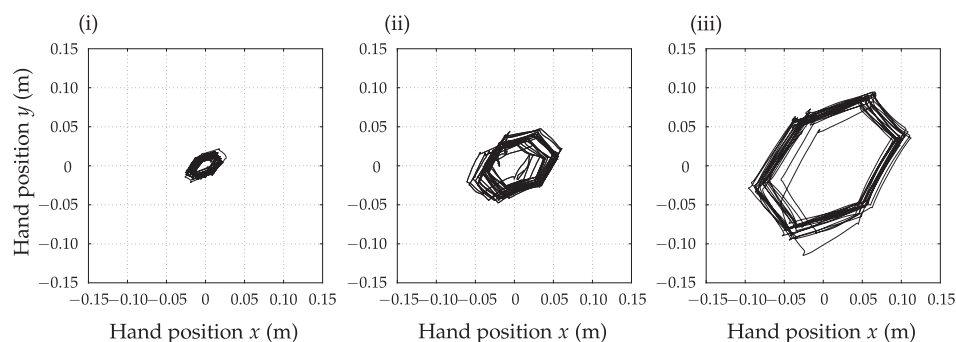 (i) (ii) (iii)
0.15 0.15 0.15
0.10 0.10 0.10
0.05 0.05 0.05
0 0 0
−0.05 −0.05 −0.05
−0.10 −0.10 −0.10
−0.15 −0.15 −0.15
−0.15−0.10−0.05 0 0.05 0.10 0.15 −0.15−0.10−0.05 0 0.05 0.10 0.15 −0.15−0.10−0.05 0 0.05 0.10 0.15
Hand position y (m)
Hand position x (m) Hand position x (m) Hand position x (m)